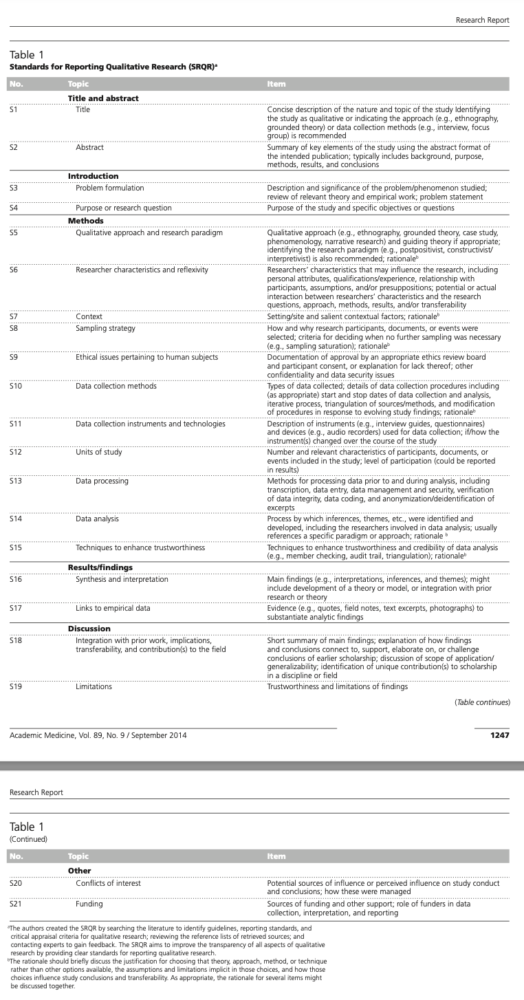 Research Report
Table 1
Standards for Reporting Qualitative Research (SRQR)a
No. Topic Item
Title and abstract
S1 Title Concise description of the nature and topic of the study Identifying
the study as qualitative or indicating the approach (e.g., ethnography,
grounded theory) or data collection methods (e.g., interview, focus
group) is recommended
S2 Abstract Summary of key elements of the study using the abstract format of
the intended publication; typically includes background, purpose,
methods, results, and conclusions
Introduction
S3 Problem formulation Description and significance of the problem/phenomenon studied;
review of relevant theory and empirical work; problem statement
S4 Purpose or research question Purpose of the study and specific objectives or questions
Methods
S5 Qualitative approach and research paradigm Qualitative approach (e.g., ethnography, grounded theory, case study,
phenomenology, narrative research) and guiding theory if appropriate;
identifying the research paradigm (e.g., postpositivist, constructivist/
interpretivist) is also recommended; rationaleb
S6 Researcher characteristics and reflexivity Researchers’ characteristics that may influence the research, including
personal attributes, qualifications/experience, relationship with
participants, assumptions, and/or presuppositions; potential or actual
interaction between researchers’ characteristics and the research
questions, approach, methods, results, and/or transferability
S7 Context Setting/site and salient contextual factors; rationaleb
S8 Sampling strategy How and why research participants, documents, or events were
selected; criteria for deciding when no further sampling was necessary
(e.g., sampling saturation); rationaleb
S9 Ethical issues pertaining to human subjects Documentation of approval by an appropriate ethics review board
and participant consent, or explanation for lack thereof; other
confidentiality and data security issues
S10 Data collection methods Types of data collected; details of data collection procedures including
(as appropriate) start and stop dates of data collection and analysis,
iterative process, triangulation of sources/methods, and modification
of procedures in response to evolving study findings; rationaleb
S11 Data collection instruments and technologies Description of instruments (e.g., interview guides, questionnaires)
and devices (e.g., audio recorders) used for data collection; if/how the
instrument(s) changed over the course of the study
S12 Units of study Number and relevant characteristics of participants, documents, or
events included in the study; level of participation (could be reported
in results)
S13 Data processing Methods for processing data prior to and during analysis, including
transcription, data entry, data management and security, verification
of data integrity, data coding, and anonymization/deidentification of
excerpts
S14 Data analysis Process by which inferences, themes, etc., were identified and
developed, including the researchers involved in data analysis; usually
references a specific paradigm or approach; rationale b
S15 Techniques to enhance trustworthiness Techniques to enhance trustworthiness and credibility of data analysis
(e.g., member checking, audit trail, triangulation); rationaleb
Results/findings
S16 Synthesis and interpretation Main findings (e.g., interpretations, inferences, and themes); might
include development of a theory or model, or integration with prior
research or theory
S17 Links to empirical data Evidence (e.g., quotes, field notes, text excerpts, photographs) to
substantiate analytic findings
Discussion
S18 Integration with prior work, implications, Short summary of main findings; explanation of how findings
transferability, and contribution(s) to the field and conclusions connect to, support, elaborate on, or challenge
conclusions of earlier scholarship; discussion of scope of application/
generalizability; identification of unique contribution(s) to scholarship
in a discipline or field
S19 Limitations Trustworthiness and limitations of findings
(Table continues)
Academic Medicine, Vol. 89, No. 9 / September 2014 1247
Research Report
Table 1
(Continued)
No. Topic Item
Other
S20 Conflicts of interest Potential sources of influence or perceived influence on study conduct
and conclusions; how these were managed
S21 Funding Sources of funding and other support; role of funders in data
collection, interpretation, and reporting
aThe authors created the SRQR by searching the literature to identify guidelines, reporting standards, and
critical appraisal criteria for qualitative research; reviewing the reference lists of retrieved sources; and
contacting experts to gain feedback. The SRQR aims to improve the transparency of all aspects of qualitative
research by providing clear standards for reporting qualitative research.
bThe rationale should briefly discuss the justification for choosing that theory, approach, method, or technique
rather than other options available, the assumptions and limitations implicit in those choices, and how those
choices influence study conclusions and transferability. As appropriate, the rationale for several items might
be discussed together.